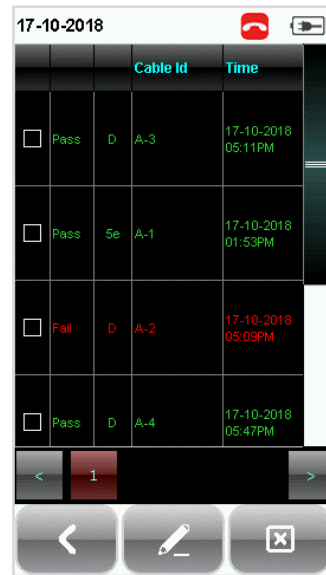 17-10-2018
Cable Id Time
Pass D A-3 17-10-2018
05:11PM
Pass 5e A-1 17-10-2018
01:53PM
Fail D A-2 17-10-2018
05:09PM
Pass D A-4 17-10-2018
05:47PM
< 1 >